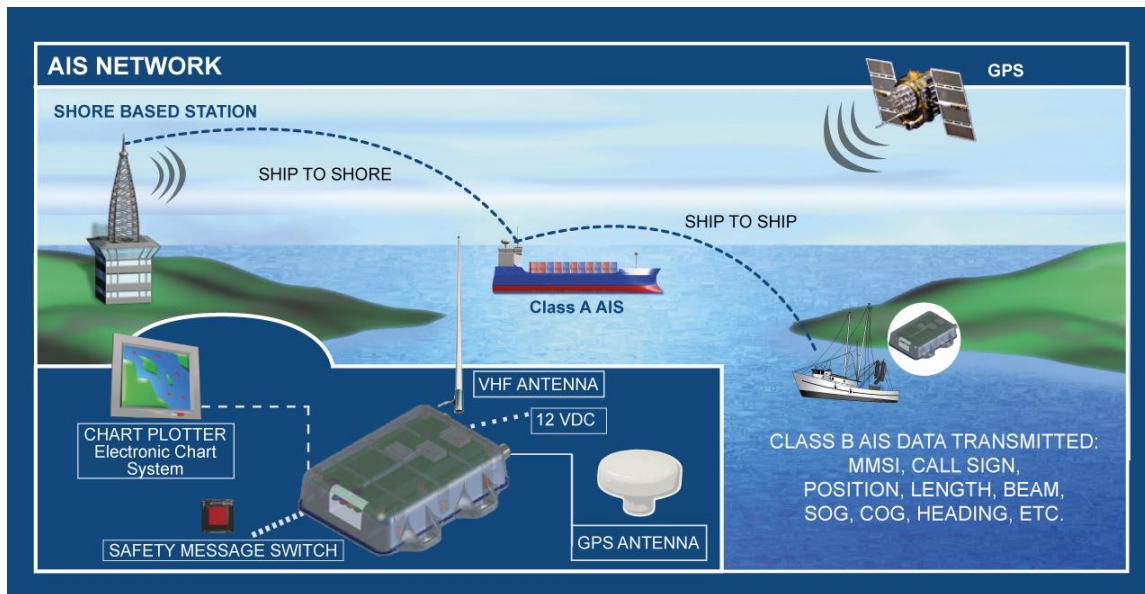 AIS NETWORK
GPS
SHORE BASED STATION
SHIP TO SHORE
SHIP TO SHIP
Class A AIS
VHF ANTENNA
12 VDC
CHART PLOTTER
Electronic Chart
System
SAFETY MESSAGE SWITCH
GPS ANTENNA
CLASS B AIS DATA TRANSMITTED:
MMSI, CALL SIGN,
POSITION, LENGTH, BEAM,
SOG, COG, HEADING, ETC.